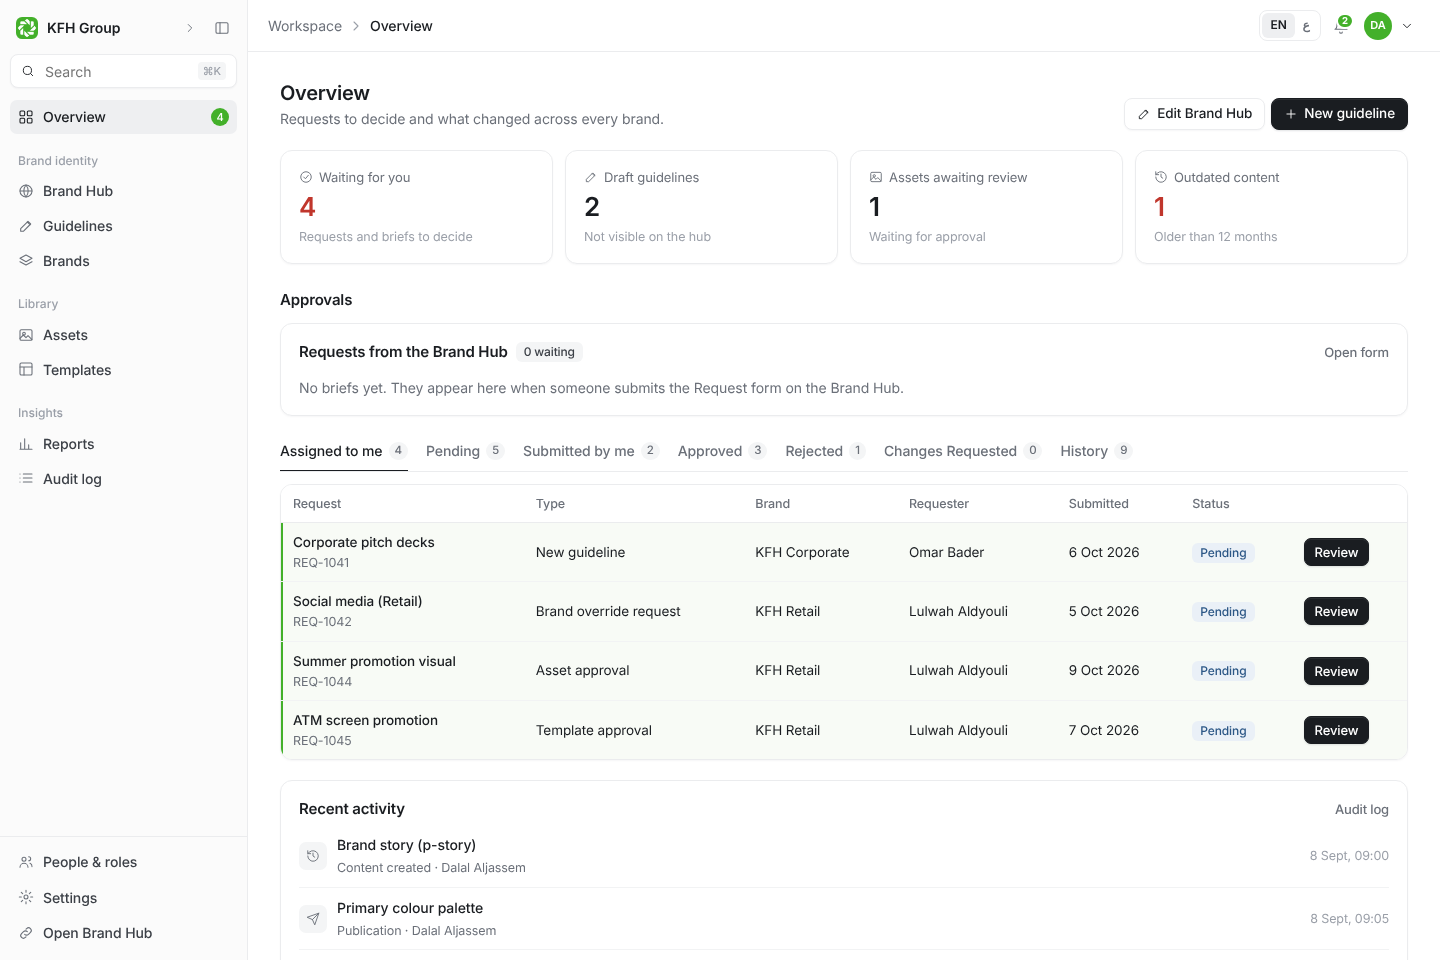 KFH Group
Search
⌘K
Overview
4
Brand identity
Brand Hub
Guidelines
Brands
Library
Assets
Templates
Insights
Reports
Audit log
People & roles
Settings
Open Brand Hub
Workspace > Overview
EN ع
2
DA
Overview
Requests to decide and what changed across every brand.
Edit Brand Hub
+ New guideline
Waiting for you
4
Requests and briefs to decide
Draft guidelines
2
Not visible on the hub
Assets awaiting review
1
Waiting for approval
Outdated content
1
Older than 12 months
Approvals
Requests from the Brand Hub 0 waiting
Open form
No briefs yet. They appear here when someone submits the Request form on the Brand Hub.
Assigned to me 4 Pending 5 Submitted by me 2 Approved 3 Rejected 1 Changes Requested 0 History 9
Request Type Brand Requester Submitted Status
Corporate pitch decks
REQ-1041
New guideline KFH Corporate Omar Bader 6 Oct 2026 Pending Review
Social media (Retail)
REQ-1042
Brand override request KFH Retail Lulwah Aldyouli 5 Oct 2026 Pending Review
Summer promotion visual
REQ-1044
Asset approval KFH Retail Lulwah Aldyouli 9 Oct 2026 Pending Review
ATM screen promotion
REQ-1045
Template approval KFH Retail Lulwah Aldyouli 7 Oct 2026 Pending Review
Recent activity
Audit log
Brand story (p-story)
Content created · Dalal Aljassem
8 Sept, 09:00
Primary colour palette
Publication · Dalal Aljassem
8 Sept, 09:05